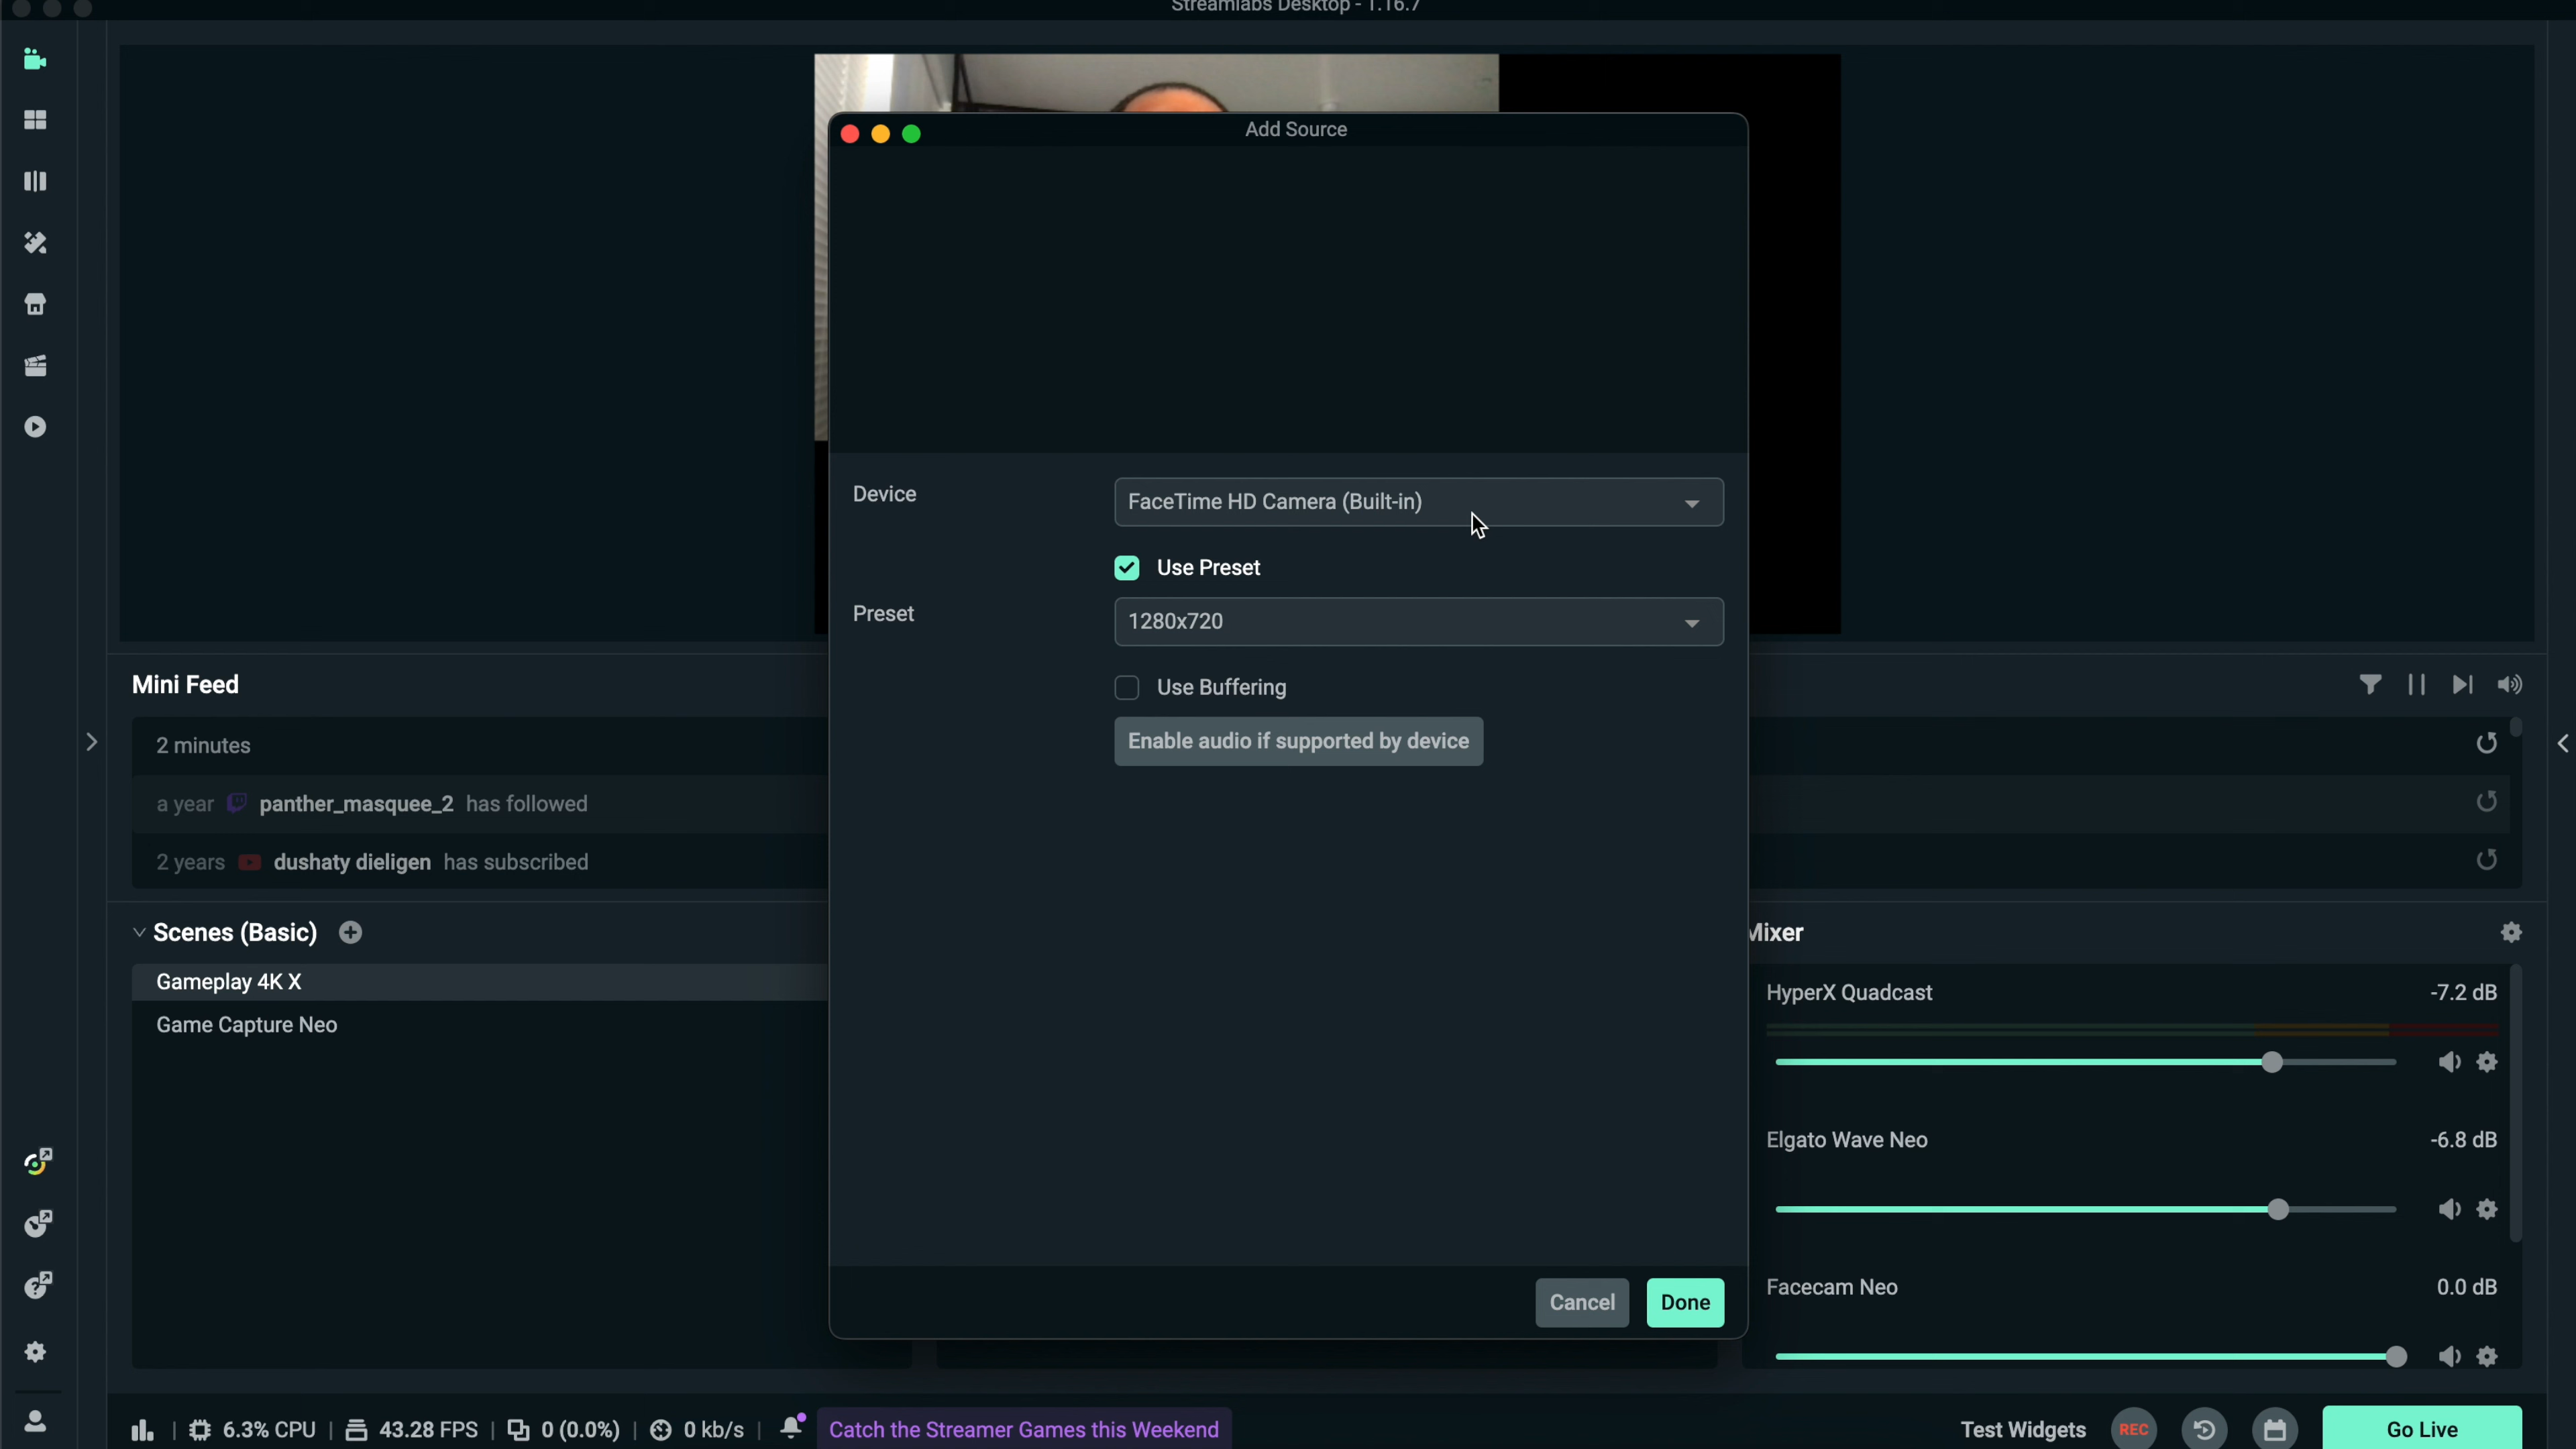 Streamlabs Desktop - 1.16.7
Add Source
Device
FaceTime HD Camera (Built-in)
Use Preset
Preset
1280x720
Use Buffering
Enable audio if supported by device
Cancel
Done
Mini Feed
2 minutes
a year panther_masquee_2 has followed
2 years dushaty dieligen has subscribed
Scenes (Basic)
Gameplay 4K X
Game Capture Neo
Mixer
HyperX Quadcast -7.2 dB
Elgato Wave Neo -6.8 dB
Facecam Neo 0.0 dB
6.3% CPU 43.28 FPS 0 (0.0%) 0 kb/s Catch the Streamer Games this Weekend Test Widgets REC Go Live